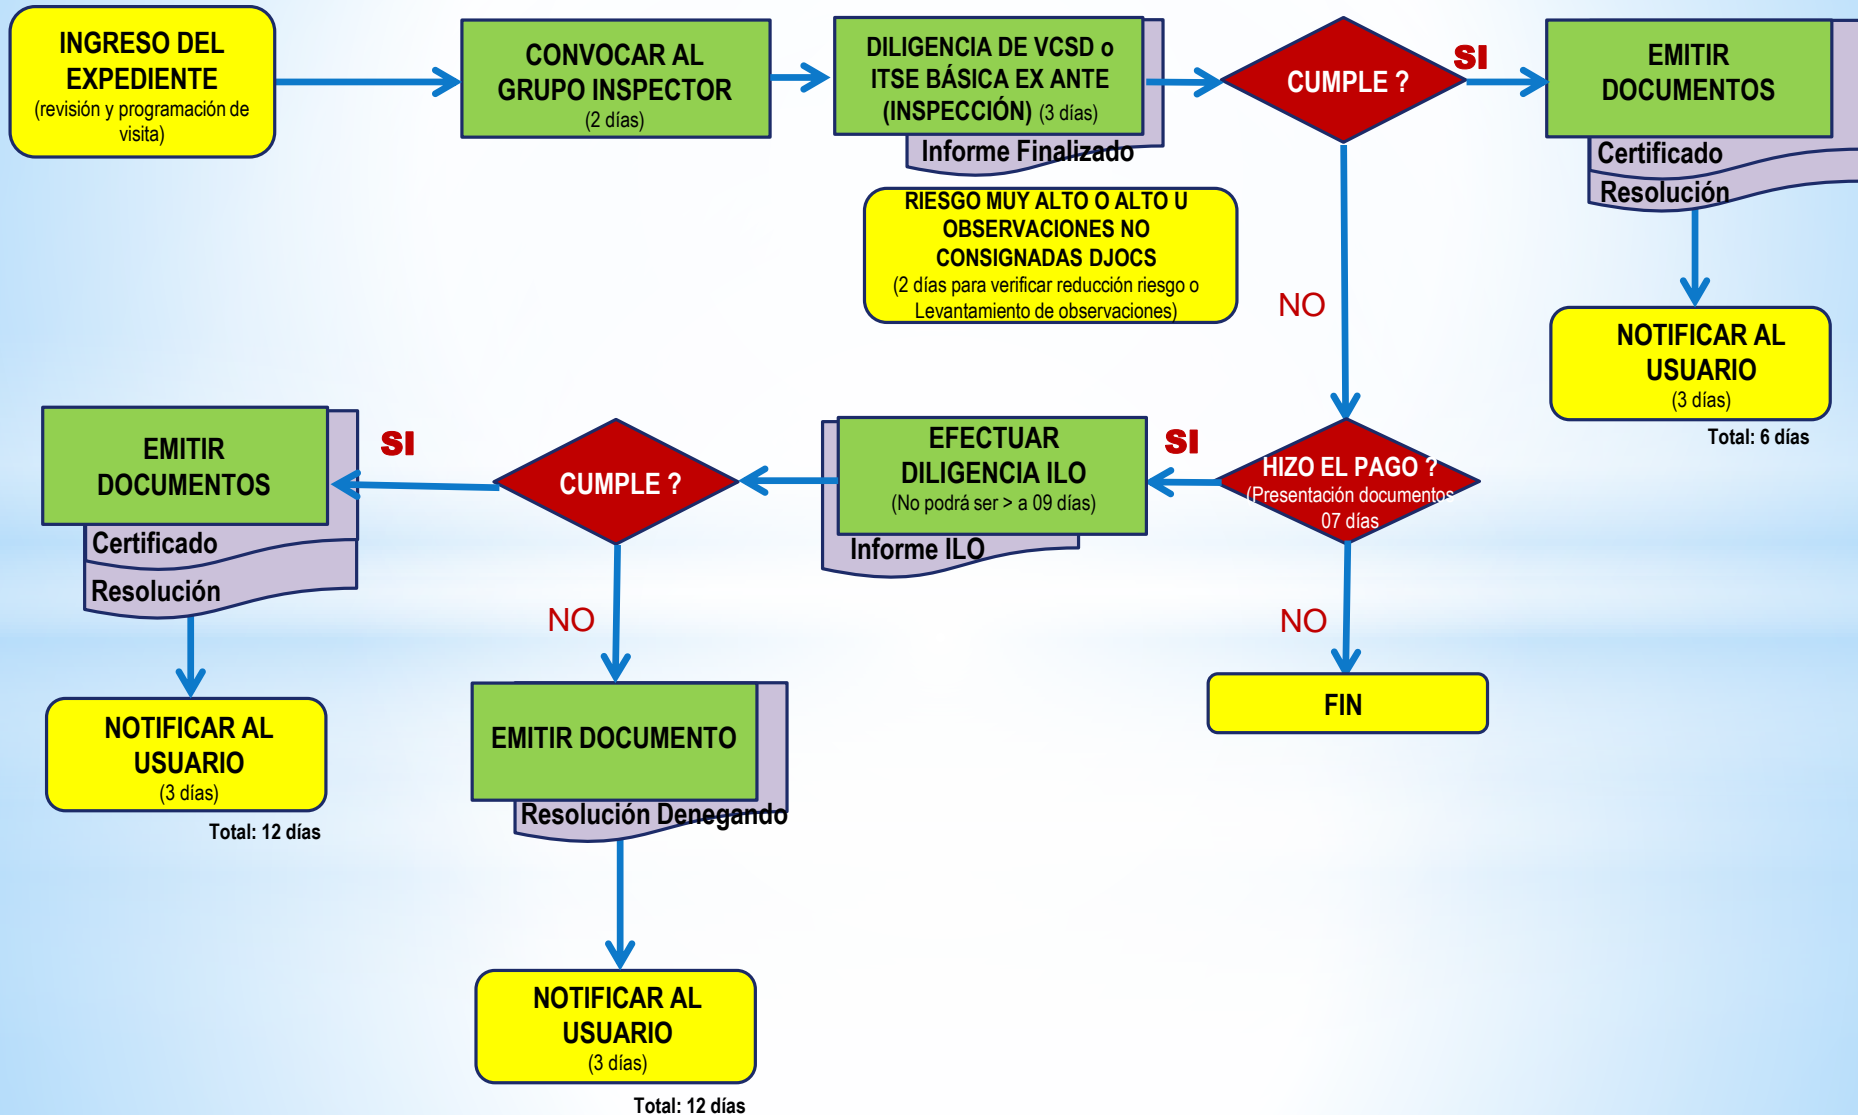 INGRESO DEL
EXPEDIENTE
(revisión y programación de
visita)
CONVOCAR AL
GRUPO INSPECTOR
(2 días)
DILIGENCIA DE VCSD o
ITSE BÁSICA EX ANTE
(INSPECCIÓN) (3 días)
Informe Finalizado
CUMPLE ?
SI
EMITIR
DOCUMENTOS
Certificado
Resolución
RIESGO MUY ALTO O ALTO U
OBSERVACIONES NO
CONSIGNADAS DJOCS
(2 días para verificar reducción riesgo o
Levantamiento de observaciones)
NO
NOTIFICAR AL
USUARIO
(3 días)
Total: 6 días
EMITIR
DOCUMENTOS
Certificado
Resolución
SI
CUMPLE ?
EFECTUAR
DILIGENCIA ILO
(No podrá ser > a 09 días)
Informe ILO
SI
HIZO EL PAGO ?
(Presentación documentos
07 días
NO
NO
NOTIFICAR AL
USUARIO
(3 días)
Total: 12 días
EMITIR DOCUMENTO
Resolución Denegando
FIN
NOTIFICAR AL
USUARIO
(3 días)
Total: 12 días